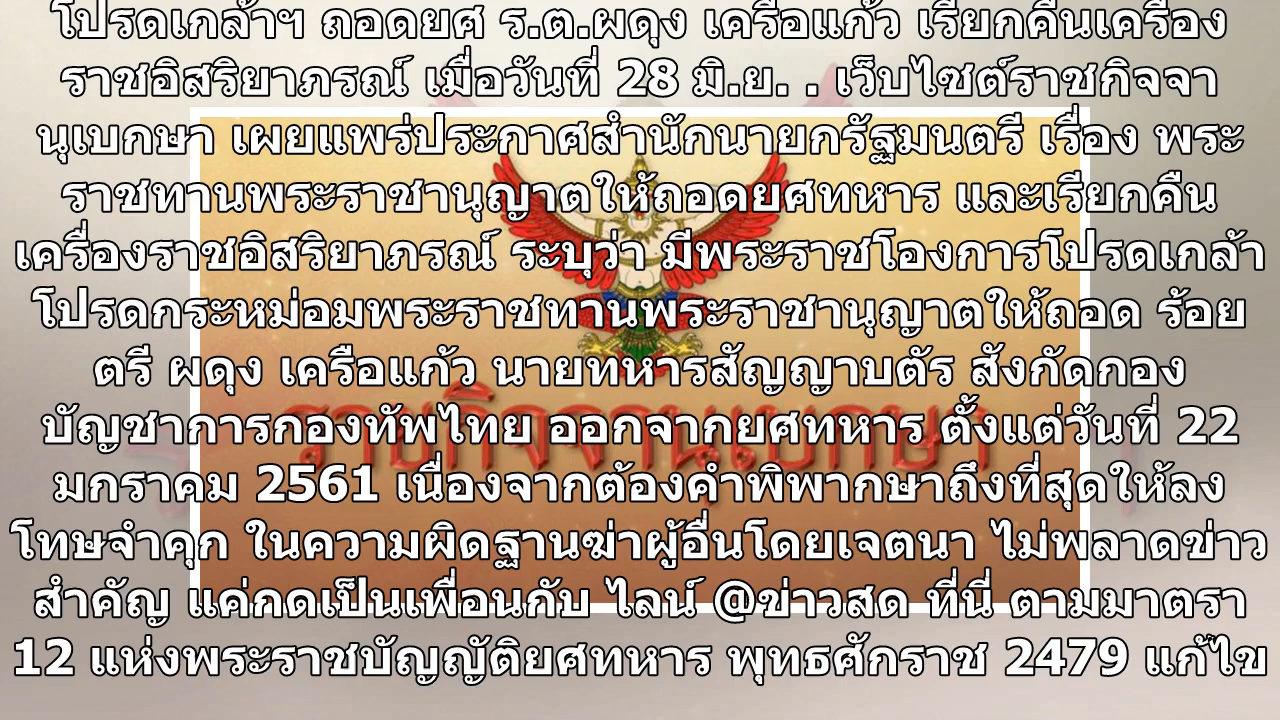 โปรดเกล้าฯ ถอดยศ ร.ต.ผดุง เครือแก้ว เรียกคืนเครื่อง
ราชอิสริยาภรณ์ เมื่อวันที่ 28 มิ.ย. . เว็บไซต์ราชกิจจา
นุเบกษา เผยแพร่ประกาศสำนักนายกรัฐมนตรี เรื่อง พระ
ราชทานพระราชานุญาตให้ถอดยศทหาร และเรียกคืน
เครื่องราชอิสริยาภรณ์ ระบุว่า มีพระราชโองการโปรดเกล้า
โปรดกระหม่อมพระราชทานพระราชานุญาตให้ถอด ร้อย
ตรี ผดุง เครือแก้ว นายทหารสัญญาบตัร สังกัดกอง
บัญชาการกองทัพไทย ออกจากยศทหาร ตั้งแต่วันที่ 22
มกราคม 2561 เนื่องจากต้องคำพิพากษาถึงที่สุดให้ลง
โทษจำคุก ในความผิดฐานฆ่าผู้อื่นโดยเจตนา ไม่พลาดข่าว
สำคัญ แค่กดเป็นเพื่อนกับ ไลน์ @ข่าวสด ที่นี่ ตามมาตรา
12 แห่งพระราชบัญญัติยศทหาร พุทธศักราช 2479 แก้ไข
ราชกิจจานุเบกษา